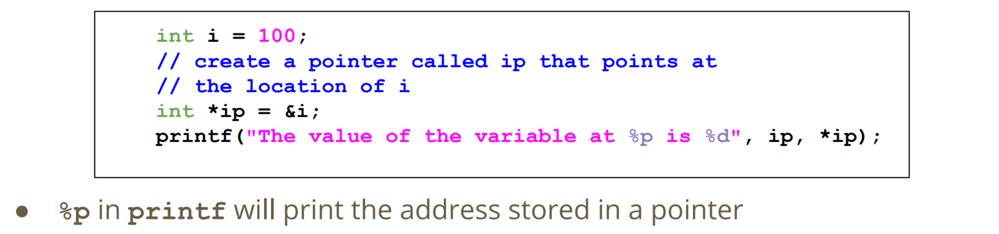 int i = 100;
// create a pointer called ip that points at
// the location of i
int *ip = &i;
printf("The value of the variable at %p is %d", ip, *ip);
● %p in printf will print the address stored in a pointer